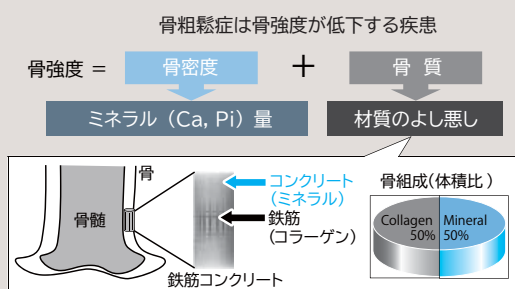 骨粗鬆症は骨強度が低下する疾患
骨強度 = 骨密度 + 骨 質
ミネラル（Ca, Pi）量
材質のよし悪し
骨
骨髄
コンクリート
（ミネラル）
鉄筋
(コラーゲン)
鉄筋コンクリート
骨組成(体積比)
Collagen
50%
Mineral
50%